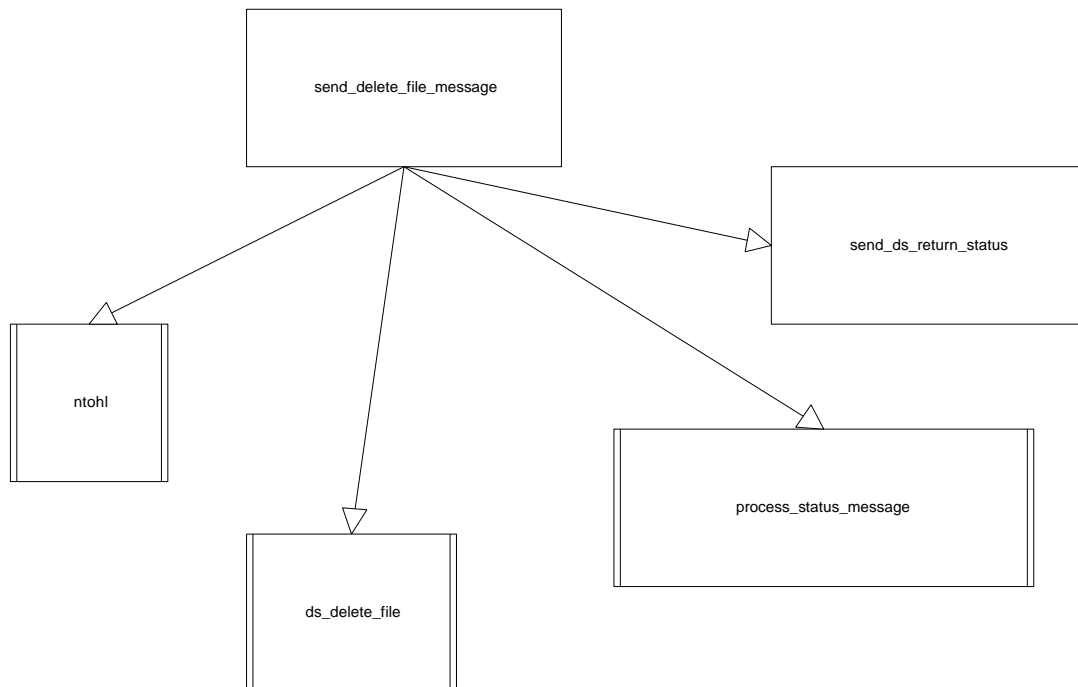 send_delete_file_message
send_ds_return_status
ntohl
process_status_message
ds_delete_file